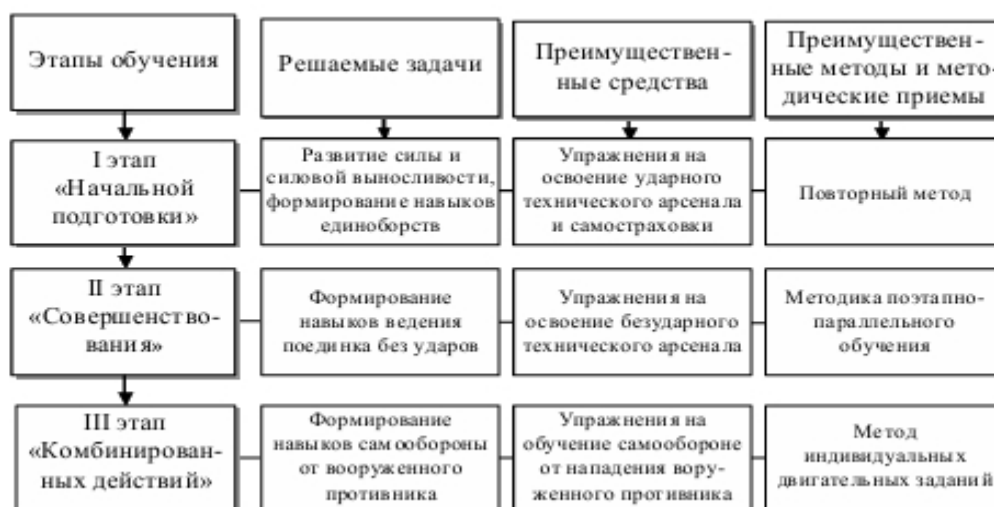 Этапы обучения
Решаемые задачи
Преимуществен-
ные средства
Преимуществен-
ные методы и мето-
дические приемы
I этап
«Начальной
подготовки»
Развитие силы и
силовой выносливости,
формирование навыков
единоборств
Упражнения на
освоение ударного
технического арсенала
и самостраховки
Повторный метод
II этап
«Совершенство-
вания»
Формирование
навыков ведения
поединка без ударов
Упражнения на
освоение безударного
технического арсенала
Методика поэтапно-
параллельного
обучения
III этап
«Комбинирован-
ных действий»
Формирование
навыков самообороны
от вооруженного
противника
Упражнения на
обучение самообороне
от нападения вору-
женного противника
Метод
индивидуальных
двигательных заданий